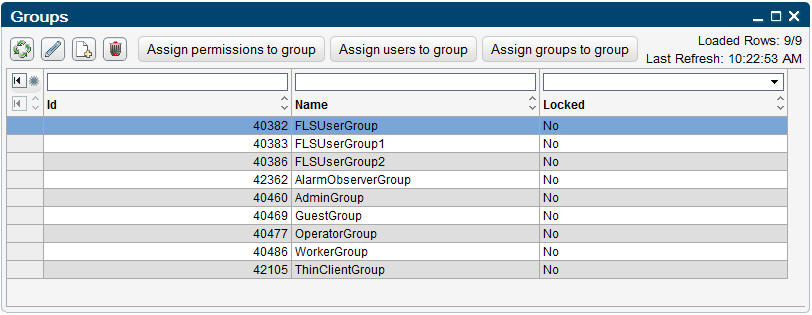 Groups
Assign permissions to group Assign users to group Assign groups to group Loaded Rows: 9/9
Last Refresh: 10:22:53 AM
Id Name Locked
40382 FLSUserGroup No
40383 FLSUserGroup1 No
40386 FLSUserGroup2 No
42362 AlarmObserverGroup No
40460 AdminGroup No
40469 GuestGroup No
40477 OperatorGroup No
40486 WorkerGroup No
42105 ThinClientGroup No